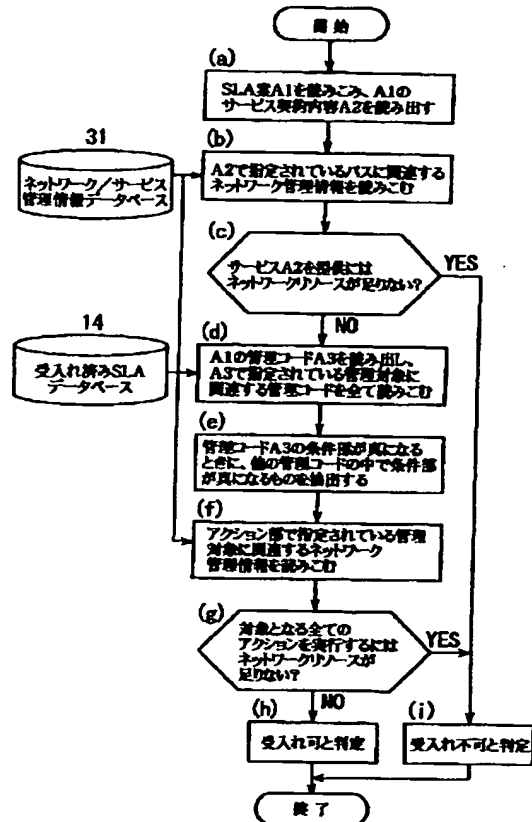 開始
(a)
SLA案A1を読みこみ、A1の
サービス契約内容A2を読み出す
31
ネットワーク/サービス
管理情報データベース
(b)
A2で指定されているパスに関連する
ネットワーク管理情報を読みこむ
(c)
サービスA2を提供には
ネットワークリソースが足りない?
YES
NO
14
受入れ済みSLA
データベース
(d)
A1の管理コードA3を読み出し、
A3で指定されている管理対象に
関連する管理コードを全て読みこむ
(e)
管理コードA3の条件部が真になる
ときに、他の管理コードの中で条件部
が真になるものを抽出する
(f)
アクション部で指定されている管理
対象に関連するネットワーク
管理情報を読みこむ
(g)
対象となる全ての
アクションを実行するには
ネットワークリソースが
足りない?
YES
NO
(h)
受入れ可と判定
(i)
受入れ不可と判定
終了